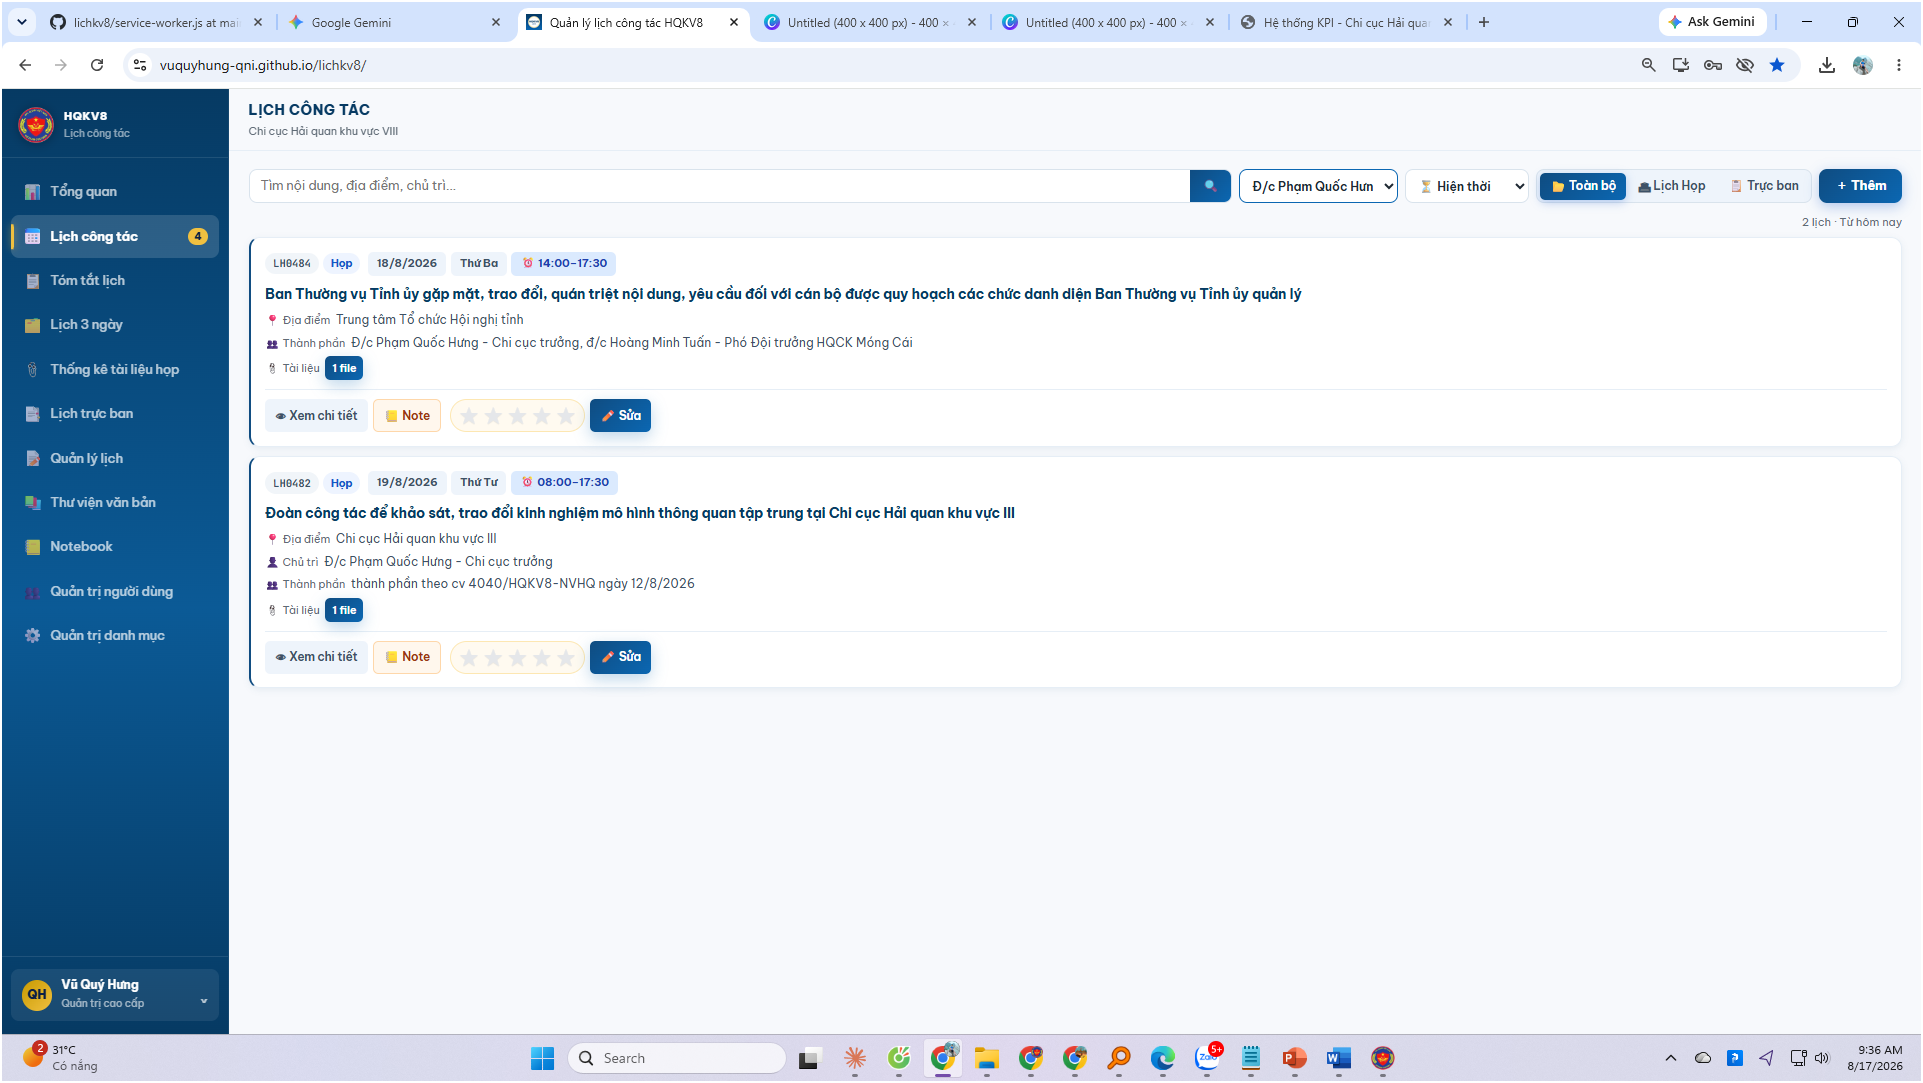 lichkv8/service-worker.js at mai
Google Gemini
Quản lý lịch công tác HQKV8
Untitled (400 x 400 px) - 400 ×
Untitled (400 x 400 px) - 400 ×
Hệ thống KPI - Chi cục Hải qua
Ask Gemini
vuquyhung-qni.github.io/lichkv8/
HQKV8
Lịch công tác
Tổng quan
Lịch công tác
4
Tóm tắt lịch
Lịch 3 ngày
Thống kê tài liệu họp
Lịch trực ban
Quản lý lịch
Thư viện văn bản
Notebook
Quản trị người dùng
Quản trị danh mục
QH
Vũ Quý Hưng
Quản trị cao cấp
LỊCH CÔNG TÁC
Chi cục Hải quan khu vực VIII
Tìm nội dung, địa điểm, chủ trì...
Đ/c Phạm Quốc Hưn
Hiện thời
Toàn bộ
Lịch Họp
Trực ban
+ Thêm
2 lịch · Từ hôm nay
LH0484 Họp 18/8/2026 Thứ Ba 14:00-17:30
Ban Thường vụ Tỉnh ủy gặp mặt, trao đổi, quán triệt nội dung, yêu cầu đối với cán bộ được quy hoạch các chức danh diện Ban Thường vụ Tỉnh ủy quản lý
Địa điểm Trung tâm Tổ chức Hội nghị tỉnh
Thành phần Đ/c Phạm Quốc Hưng - Chi cục trưởng, đ/c Hoàng Minh Tuấn - Phó Đội trưởng HQCK Móng Cái
Tài liệu 1 file
Xem chi tiết Note Sửa
LH0482 Họp 19/8/2026 Thứ Tư 08:00-17:30
Đoàn công tác để khảo sát, trao đổi kinh nghiệm mô hình thông quan tập trung tại Chi cục Hải quan khu vực III
Địa điểm Chi cục Hải quan khu vực III
Chủ trì Đ/c Phạm Quốc Hưng - Chi cục trưởng
Thành phần thành phần theo cv 4040/HQKV8-NVHQ ngày 12/8/2026
Tài liệu 1 file
Xem chi tiết Note Sửa
2
31°C
Có nắng
Search
Zalo
5+
9:36 AM
8/17/2026